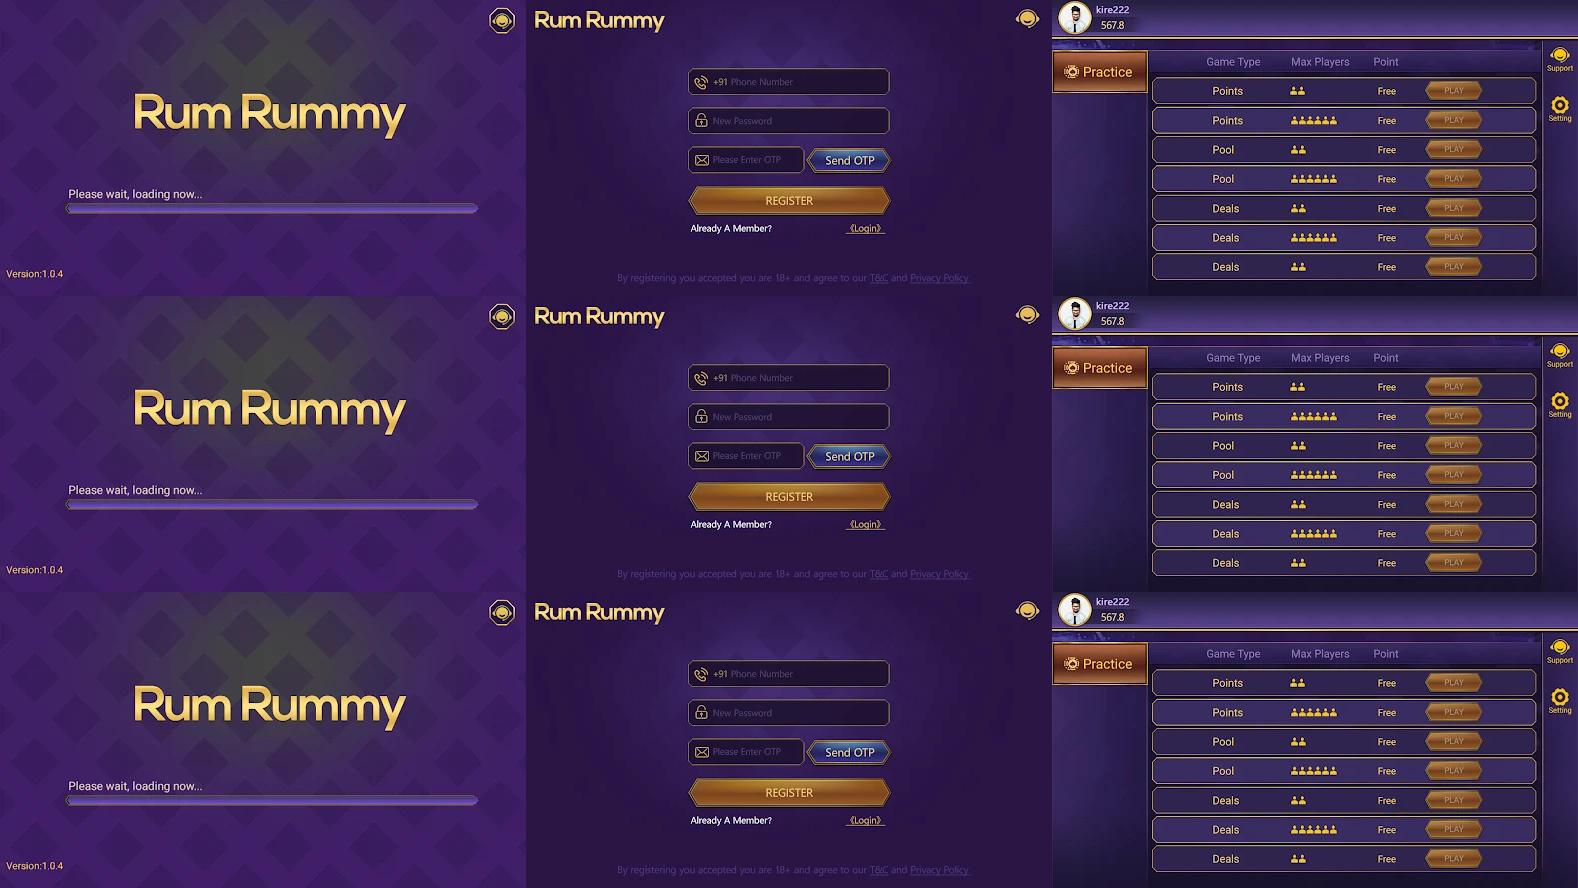 Rum Rummy
Please wait, loading now...
Version:1.0.4
Rum Rummy
+91 Phone Number
New Password
Please Enter OTP
Send OTP
REGISTER
Already A Member?
《Login》
By registering you accepted you are 18+ and agree to our T&C and Privacy Policy
kire222
567.8
Practice
Support
Setting
Game Type Max Players Point
Points Free PLAY
Points Free PLAY
Pool Free PLAY
Pool Free PLAY
Deals Free PLAY
Deals Free PLAY
Deals Free PLAY
Rum Rummy
Please wait, loading now...
Version:1.0.4
Rum Rummy
+91 Phone Number
New Password
Please Enter OTP
Send OTP
REGISTER
Already A Member?
《Login》
By registering you accepted you are 18+ and agree to our T&C and Privacy Policy
kire222
567.8
Practice
Support
Setting
Game Type Max Players Point
Points Free PLAY
Points Free PLAY
Pool Free PLAY
Pool Free PLAY
Deals Free PLAY
Deals Free PLAY
Deals Free PLAY
Rum Rummy
Please wait, loading now...
Version:1.0.4
Rum Rummy
+91 Phone Number
New Password
Please Enter OTP
Send OTP
REGISTER
Already A Member?
《Login》
By registering you accepted you are 18+ and agree to our T&C and Privacy Policy
kire222
567.8
Practice
Support
Setting
Game Type Max Players Point
Points Free PLAY
Points Free PLAY
Pool Free PLAY
Pool Free PLAY
Deals Free PLAY
Deals Free PLAY
Deals Free PLAY